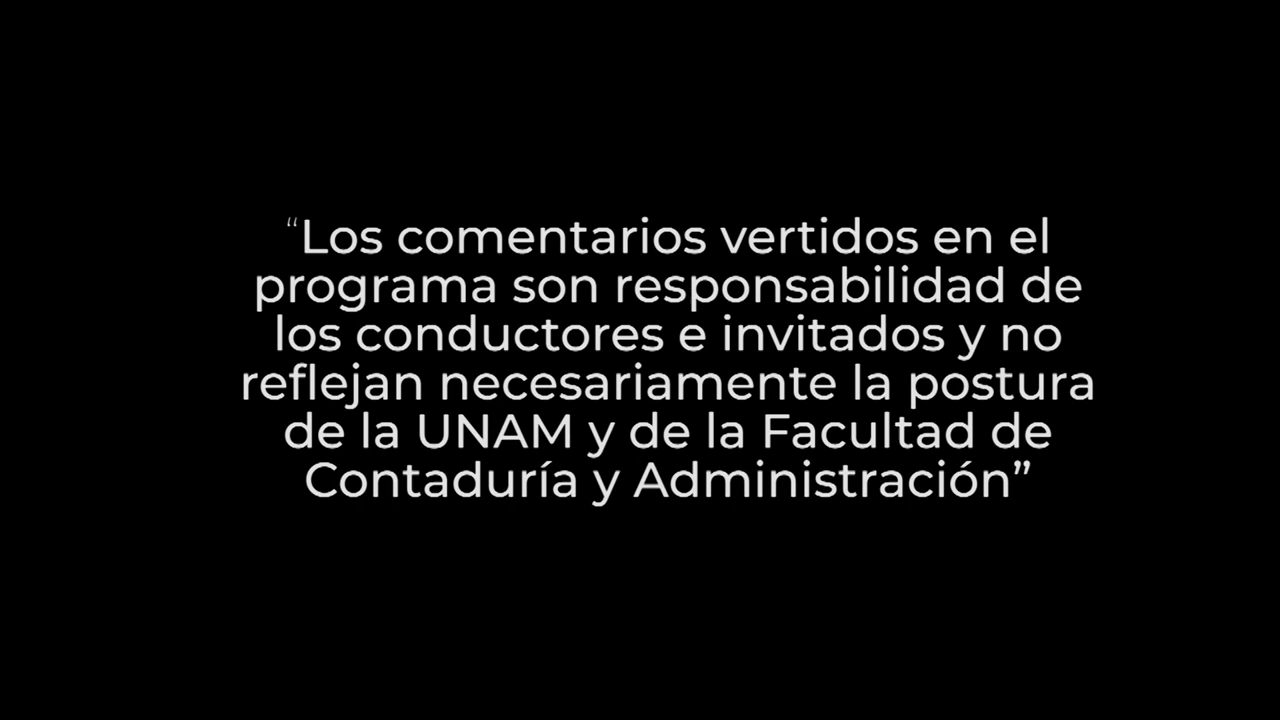 “Los comentarios vertidos en el
programa son responsabilidad de
los conductores e invitados y no
reflejan necesariamente la postura
de la UNAM y de la Facultad de
Contaduría y Administración”